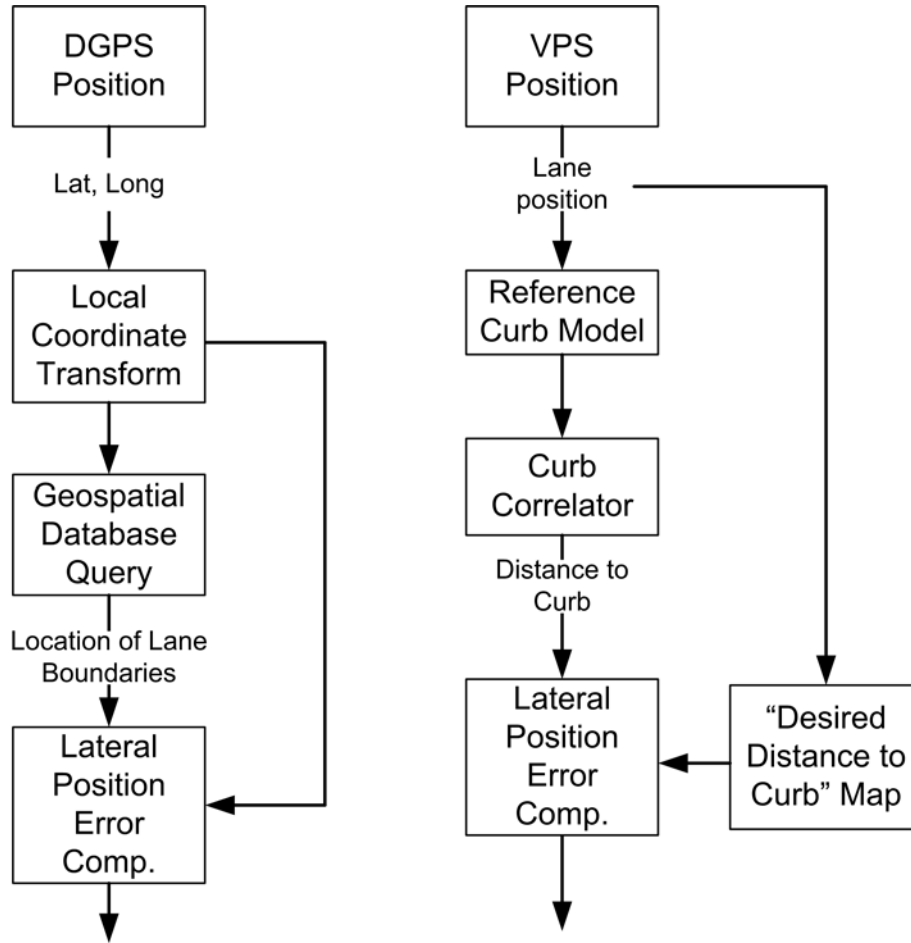 DGPS
Position
Lat, Long
Local
Coordinate
Transform
Geospatial
Database
Query
Location of Lane
Boundaries
Lateral
Position
Error
Comp.
VPS
Position
Lane
position
Reference
Curb Model
Curb
Correlator
Distance to
Curb
Lateral
Position
Error
Comp.
“Desired
Distance to
Curb” Map